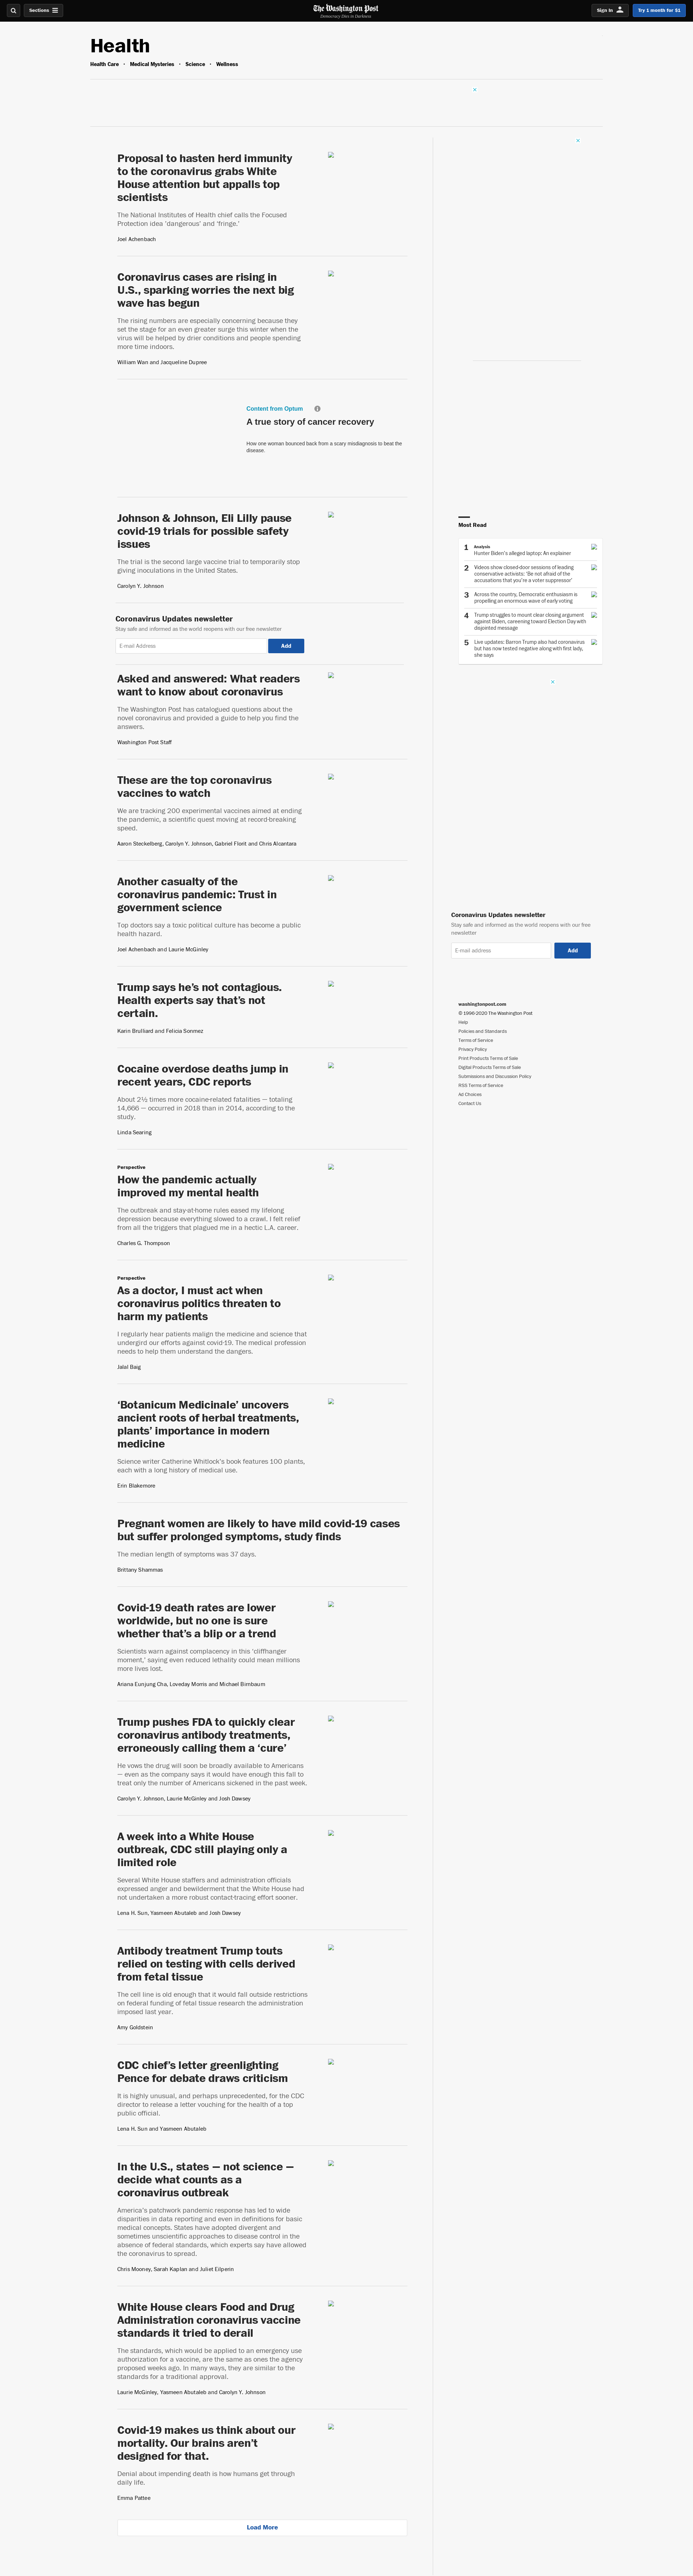 Sections
The Washington Post
Democracy Dies in Darkness
Sign In
Try 1 month for $1
Health
Health Care • Medical Mysteries • Science • Wellness
Proposal to hasten herd immunity
to the coronavirus grabs White
House attention but appalls top
scientists
The National Institutes of Health chief calls the Focused
Protection idea ‘dangerous’ and ‘fringe.’
Joel Achenbach
Coronavirus cases are rising in
U.S., sparking worries the next big
wave has begun
The rising numbers are especially concerning because they
set the stage for an even greater surge this winter when the
virus will be helped by drier conditions and people spending
more time indoors.
William Wan and Jacqueline Dupree
Content from Optum
A true story of cancer recovery
How one woman bounced back from a scary misdiagnosis to beat the
disease.
Johnson & Johnson, Eli Lilly pause
covid-19 trials for possible safety
issues
The trial is the second large vaccine trial to temporarily stop
giving inoculations in the United States.
Carolyn Y. Johnson
Coronavirus Updates newsletter
Stay safe and informed as the world reopens with our free newsletter
E-mail Address
Add
Asked and answered: What readers
want to know about coronavirus
The Washington Post has catalogued questions about the
novel coronavirus and provided a guide to help you find the
answers.
Washington Post Staff
These are the top coronavirus
vaccines to watch
We are tracking 200 experimental vaccines aimed at ending
the pandemic, a scientific quest moving at record-breaking
speed.
Aaron Steckelberg, Carolyn Y. Johnson, Gabriel Florit and Chris Alcantara
Another casualty of the
coronavirus pandemic: Trust in
government science
Top doctors say a toxic political culture has become a public
health hazard.
Joel Achenbach and Laurie McGinley
Trump says he’s not contagious.
Health experts say that’s not
certain.
Karin Brulliard and Felicia Sonmez
Cocaine overdose deaths jump in
recent years, CDC reports
About 2½ times more cocaine-related fatalities — totaling
14,666 — occurred in 2018 than in 2014, according to the
study.
Linda Searing
Perspective
How the pandemic actually
improved my mental health
The outbreak and stay-at-home rules eased my lifelong
depression because everything slowed to a crawl. I felt relief
from all the triggers that plagued me in a hectic L.A. career.
Charles G. Thompson
Perspective
As a doctor, I must act when
coronavirus politics threaten to
harm my patients
I regularly hear patients malign the medicine and science that
undergird our efforts against covid-19. The medical profession
needs to help them understand the dangers.
Jalal Baig
‘Botanicum Medicinale’ uncovers
ancient roots of herbal treatments,
plants’ importance in modern
medicine
Science writer Catherine Whitlock’s book features 100 plants,
each with a long history of medical use.
Erin Blakemore
Pregnant women are likely to have mild covid-19 cases
but suffer prolonged symptoms, study finds
The median length of symptoms was 37 days.
Brittany Shammas
Covid-19 death rates are lower
worldwide, but no one is sure
whether that’s a blip or a trend
Scientists warn against complacency in this ‘cliffhanger
moment,’ saying even reduced lethality could mean millions
more lives lost.
Ariana Eunjung Cha, Loveday Morris and Michael Birnbaum
Trump pushes FDA to quickly clear
coronavirus antibody treatments,
erroneously calling them a ‘cure’
He vows the drug will soon be broadly available to Americans
— even as the company says it would have enough this fall to
treat only the number of Americans sickened in the past week.
Carolyn Y. Johnson, Laurie McGinley and Josh Dawsey
A week into a White House
outbreak, CDC still playing only a
limited role
Several White House staffers and administration officials
expressed anger and bewilderment that the White House had
not undertaken a more robust contact-tracing effort sooner.
Lena H. Sun, Yasmeen Abutaleb and Josh Dawsey
Antibody treatment Trump touts
relied on testing with cells derived
from fetal tissue
The cell line is old enough that it would fall outside restrictions
on federal funding of fetal tissue research the administration
imposed last year.
Amy Goldstein
CDC chief’s letter greenlighting
Pence for debate draws criticism
It is highly unusual, and perhaps unprecedented, for the CDC
director to release a letter vouching for the health of a top
public official.
Lena H. Sun and Yasmeen Abutaleb
In the U.S., states — not science —
decide what counts as a
coronavirus outbreak
America’s patchwork pandemic response has led to wide
disparities in data reporting and even in definitions for basic
medical concepts. States have adopted divergent and
sometimes unscientific approaches to disease control in the
absence of federal standards, which experts say have allowed
the coronavirus to spread.
Chris Mooney, Sarah Kaplan and Juliet Eilperin
White House clears Food and Drug
Administration coronavirus vaccine
standards it tried to derail
The standards, which would be applied to an emergency use
authorization for a vaccine, are the same as ones the agency
proposed weeks ago. In many ways, they are similar to the
standards for a traditional approval.
Laurie McGinley, Yasmeen Abutaleb and Carolyn Y. Johnson
Covid-19 makes us think about our
mortality. Our brains aren’t
designed for that.
Denial about impending death is how humans get through
daily life.
Emma Pattee
Load More
Most Read
1 Analysis
Hunter Biden’s alleged laptop: An explainer
2 Videos show closed-door sessions of leading
conservative activists: ‘Be not afraid of the
accusations that you’re a voter suppressor’
3 Across the country, Democratic enthusiasm is
propelling an enormous wave of early voting
4 Trump struggles to mount clear closing argument
against Biden, careening toward Election Day with
disjointed message
5 Live updates: Barron Trump also had coronavirus
but has now tested negative along with first lady,
she says
Coronavirus Updates newsletter
Stay safe and informed as the world reopens with our free
newsletter
E-mail address
Add
washingtonpost.com
© 1996-2020 The Washington Post
Help
Policies and Standards
Terms of Service
Privacy Policy
Print Products Terms of Sale
Digital Products Terms of Sale
Submissions and Discussion Policy
RSS Terms of Service
Ad Choices
Contact Us